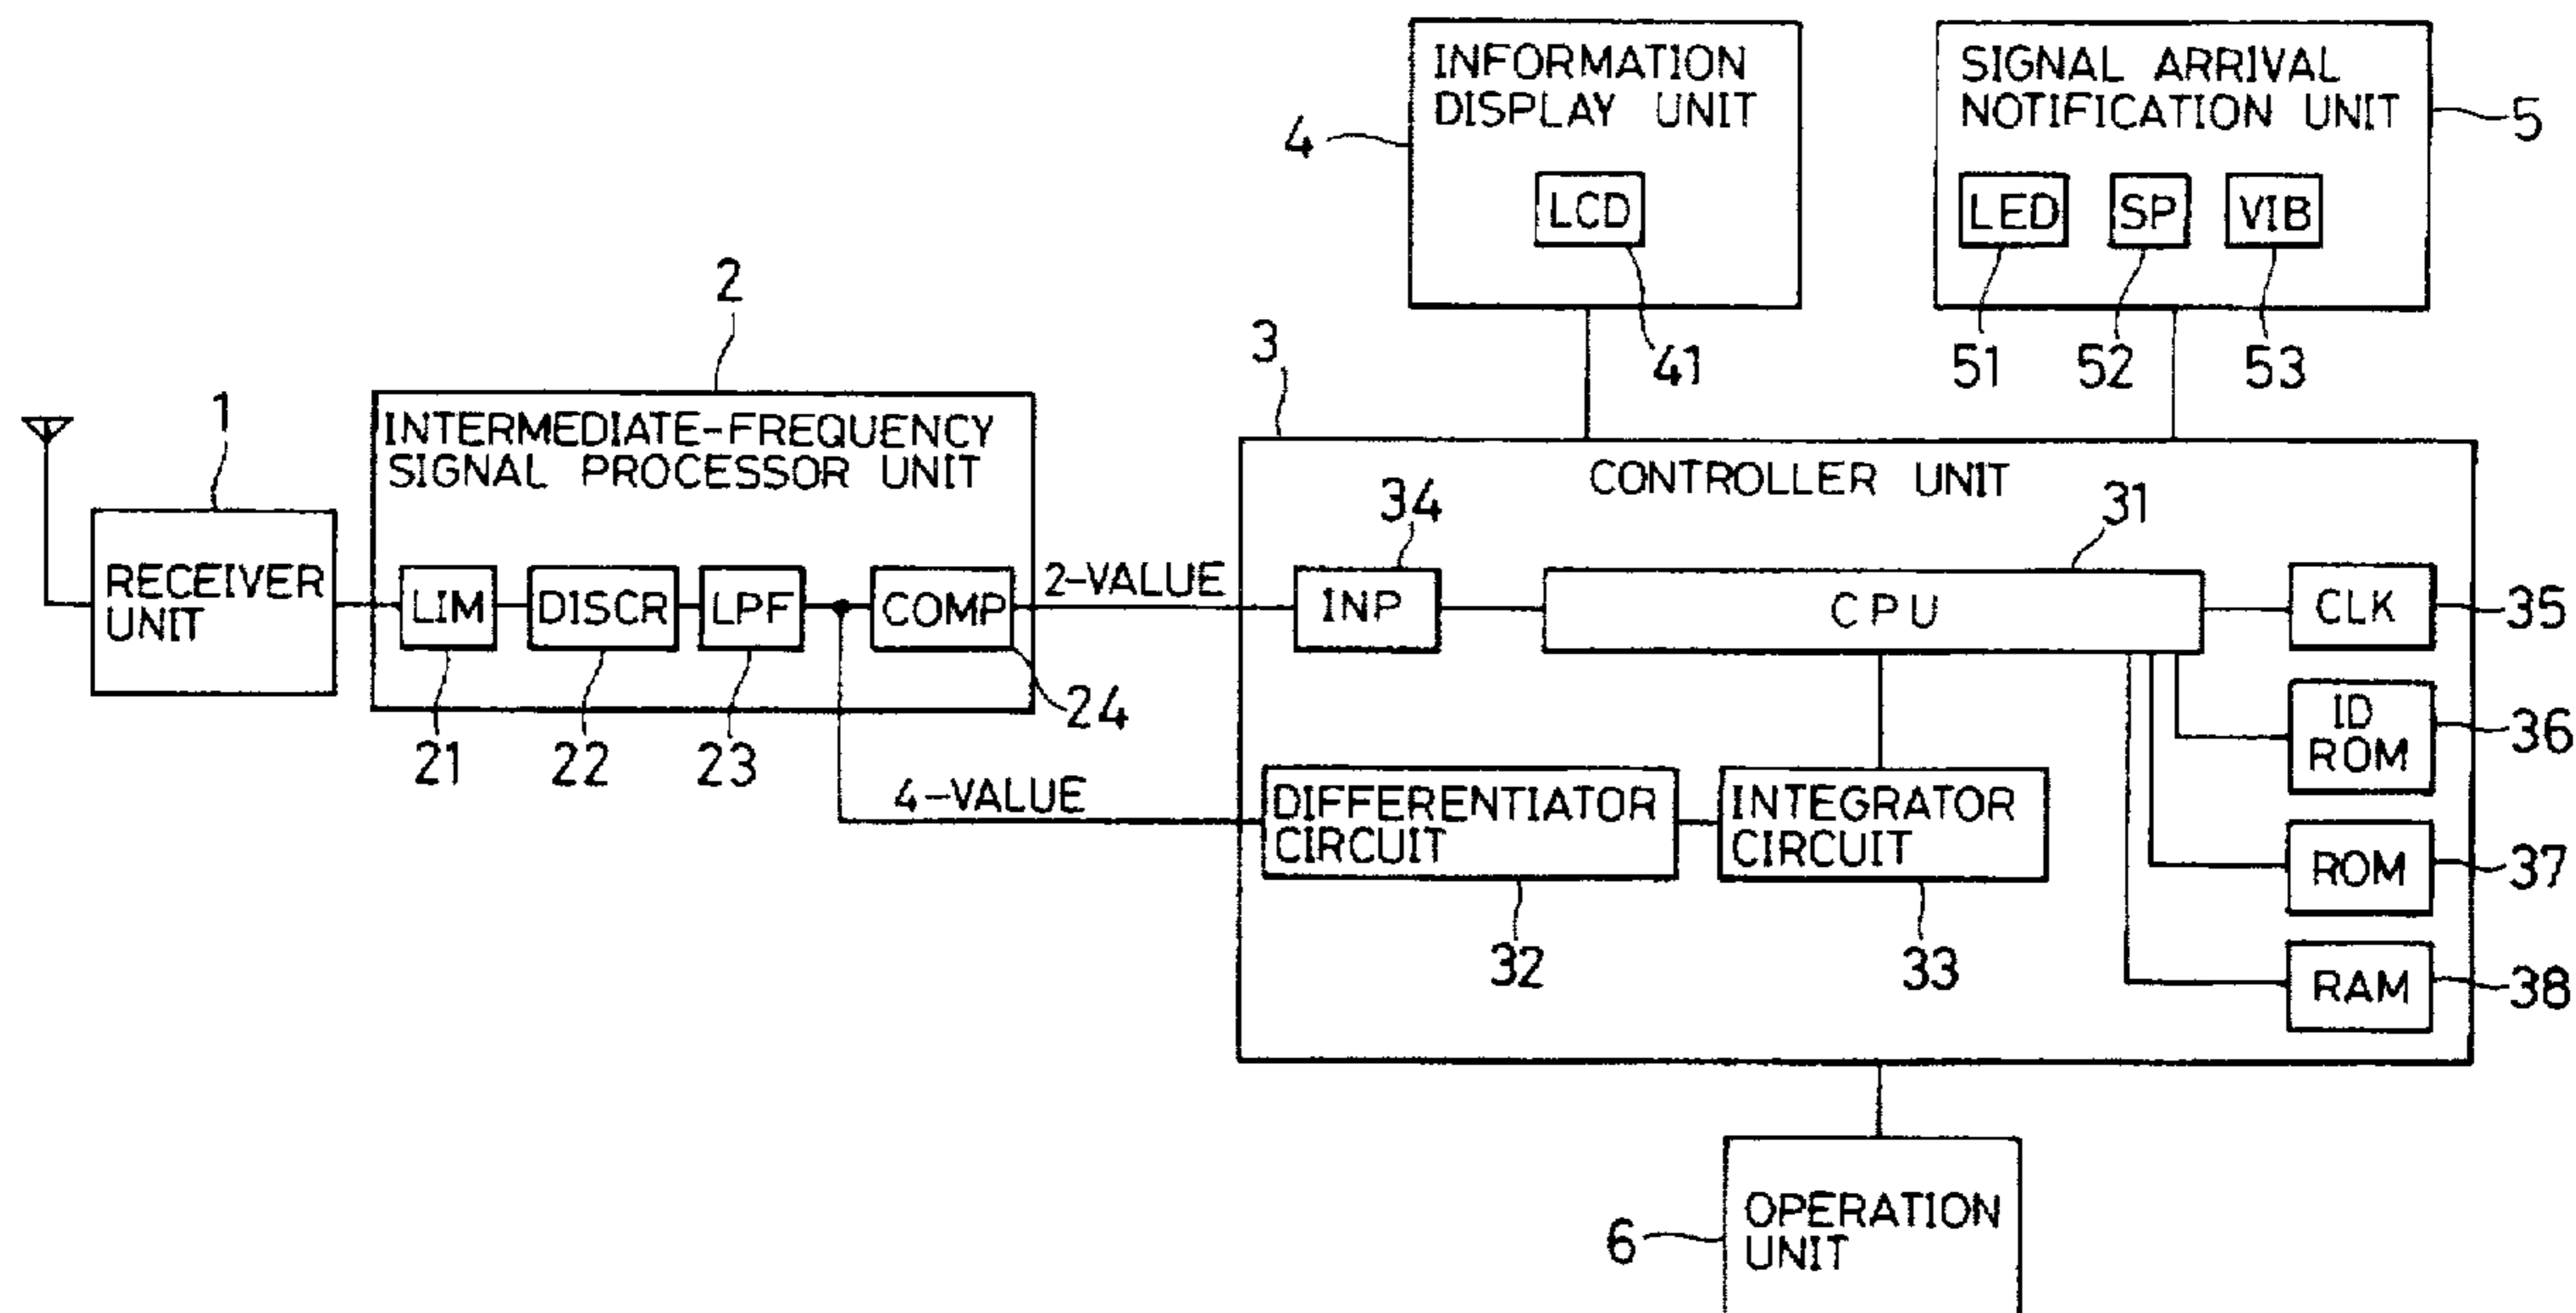 INFORMATION
DISPLAY UNIT
4
LCD
41
SIGNAL ARRIVAL
NOTIFICATION UNIT
5
LED
SP
VIB
51
52
53
2
INTERMEDIATE-FREQUENCY
SIGNAL PROCESSOR UNIT
1
RECEIVER
UNIT
LIM
DISCR
LPF
COMP
21
22
23
24
2-VALUE
4-VALUE
3
CONTROLLER UNIT
34
INP
31
CPU
CLK
35
ID
ROM
36
ROM
37
RAM
38
DIFFERENTIATOR
CIRCUIT
32
INTEGRATOR
CIRCUIT
33
6
OPERATION
UNIT